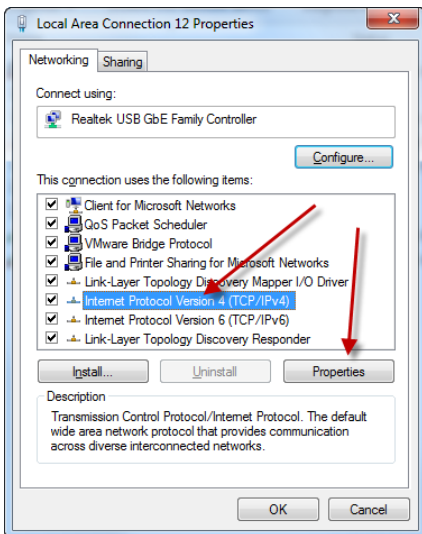 Local Area Connection 12 Properties
Networking
Sharing
Connect using:
Realtek USB GbE Family Controller
Configure...
This connection uses the following items:
Client for Microsoft Networks
QoS Packet Scheduler
VMware Bridge Protocol
File and Printer Sharing for Microsoft Networks
Link-Layer Topology Discovery Mapper I/O Driver
Internet Protocol Version 4 (TCP/IPv4)
Internet Protocol Version 6 (TCP/IPv6)
Link-Layer Topology Discovery Responder
Install...
Uninstall
Properties
Description
Transmission Control Protocol/Internet Protocol. The default
wide area network protocol that provides communication
across diverse interconnected networks.
OK
Cancel